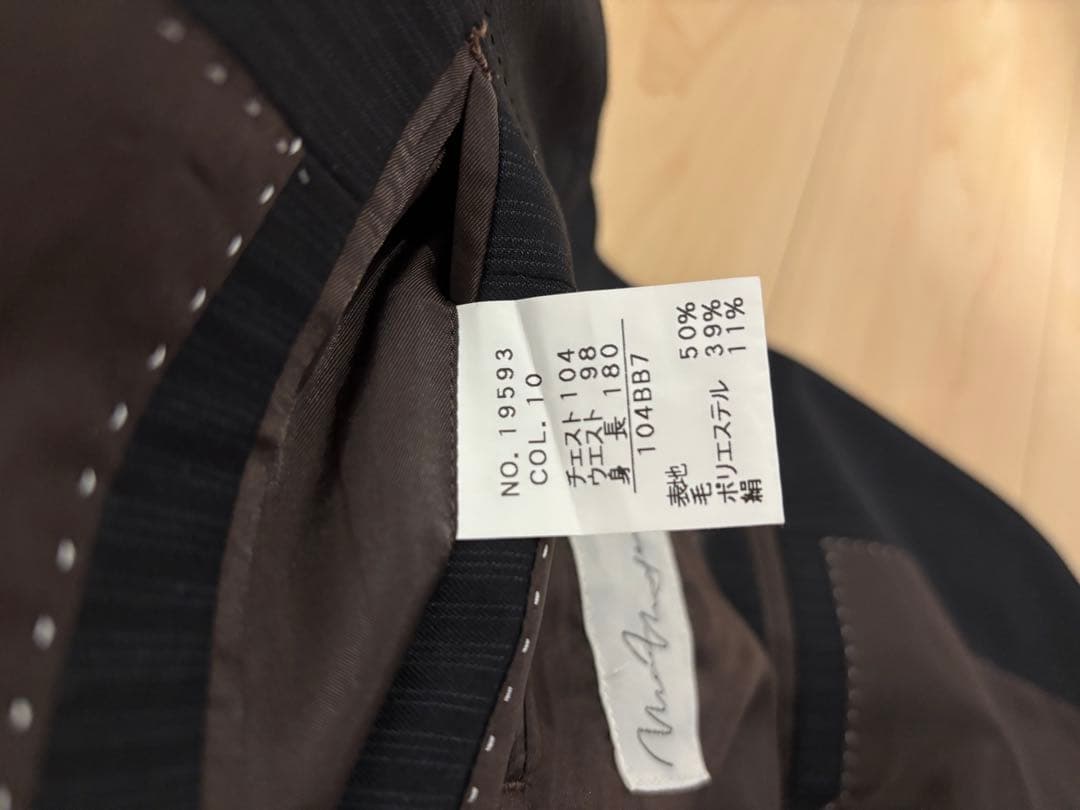 NO. 19593
COL. 10
チェスト 104
ウエスト 98
身長 180
104BB7
表地
毛 50%
ポリエステル 39%
絹 11%